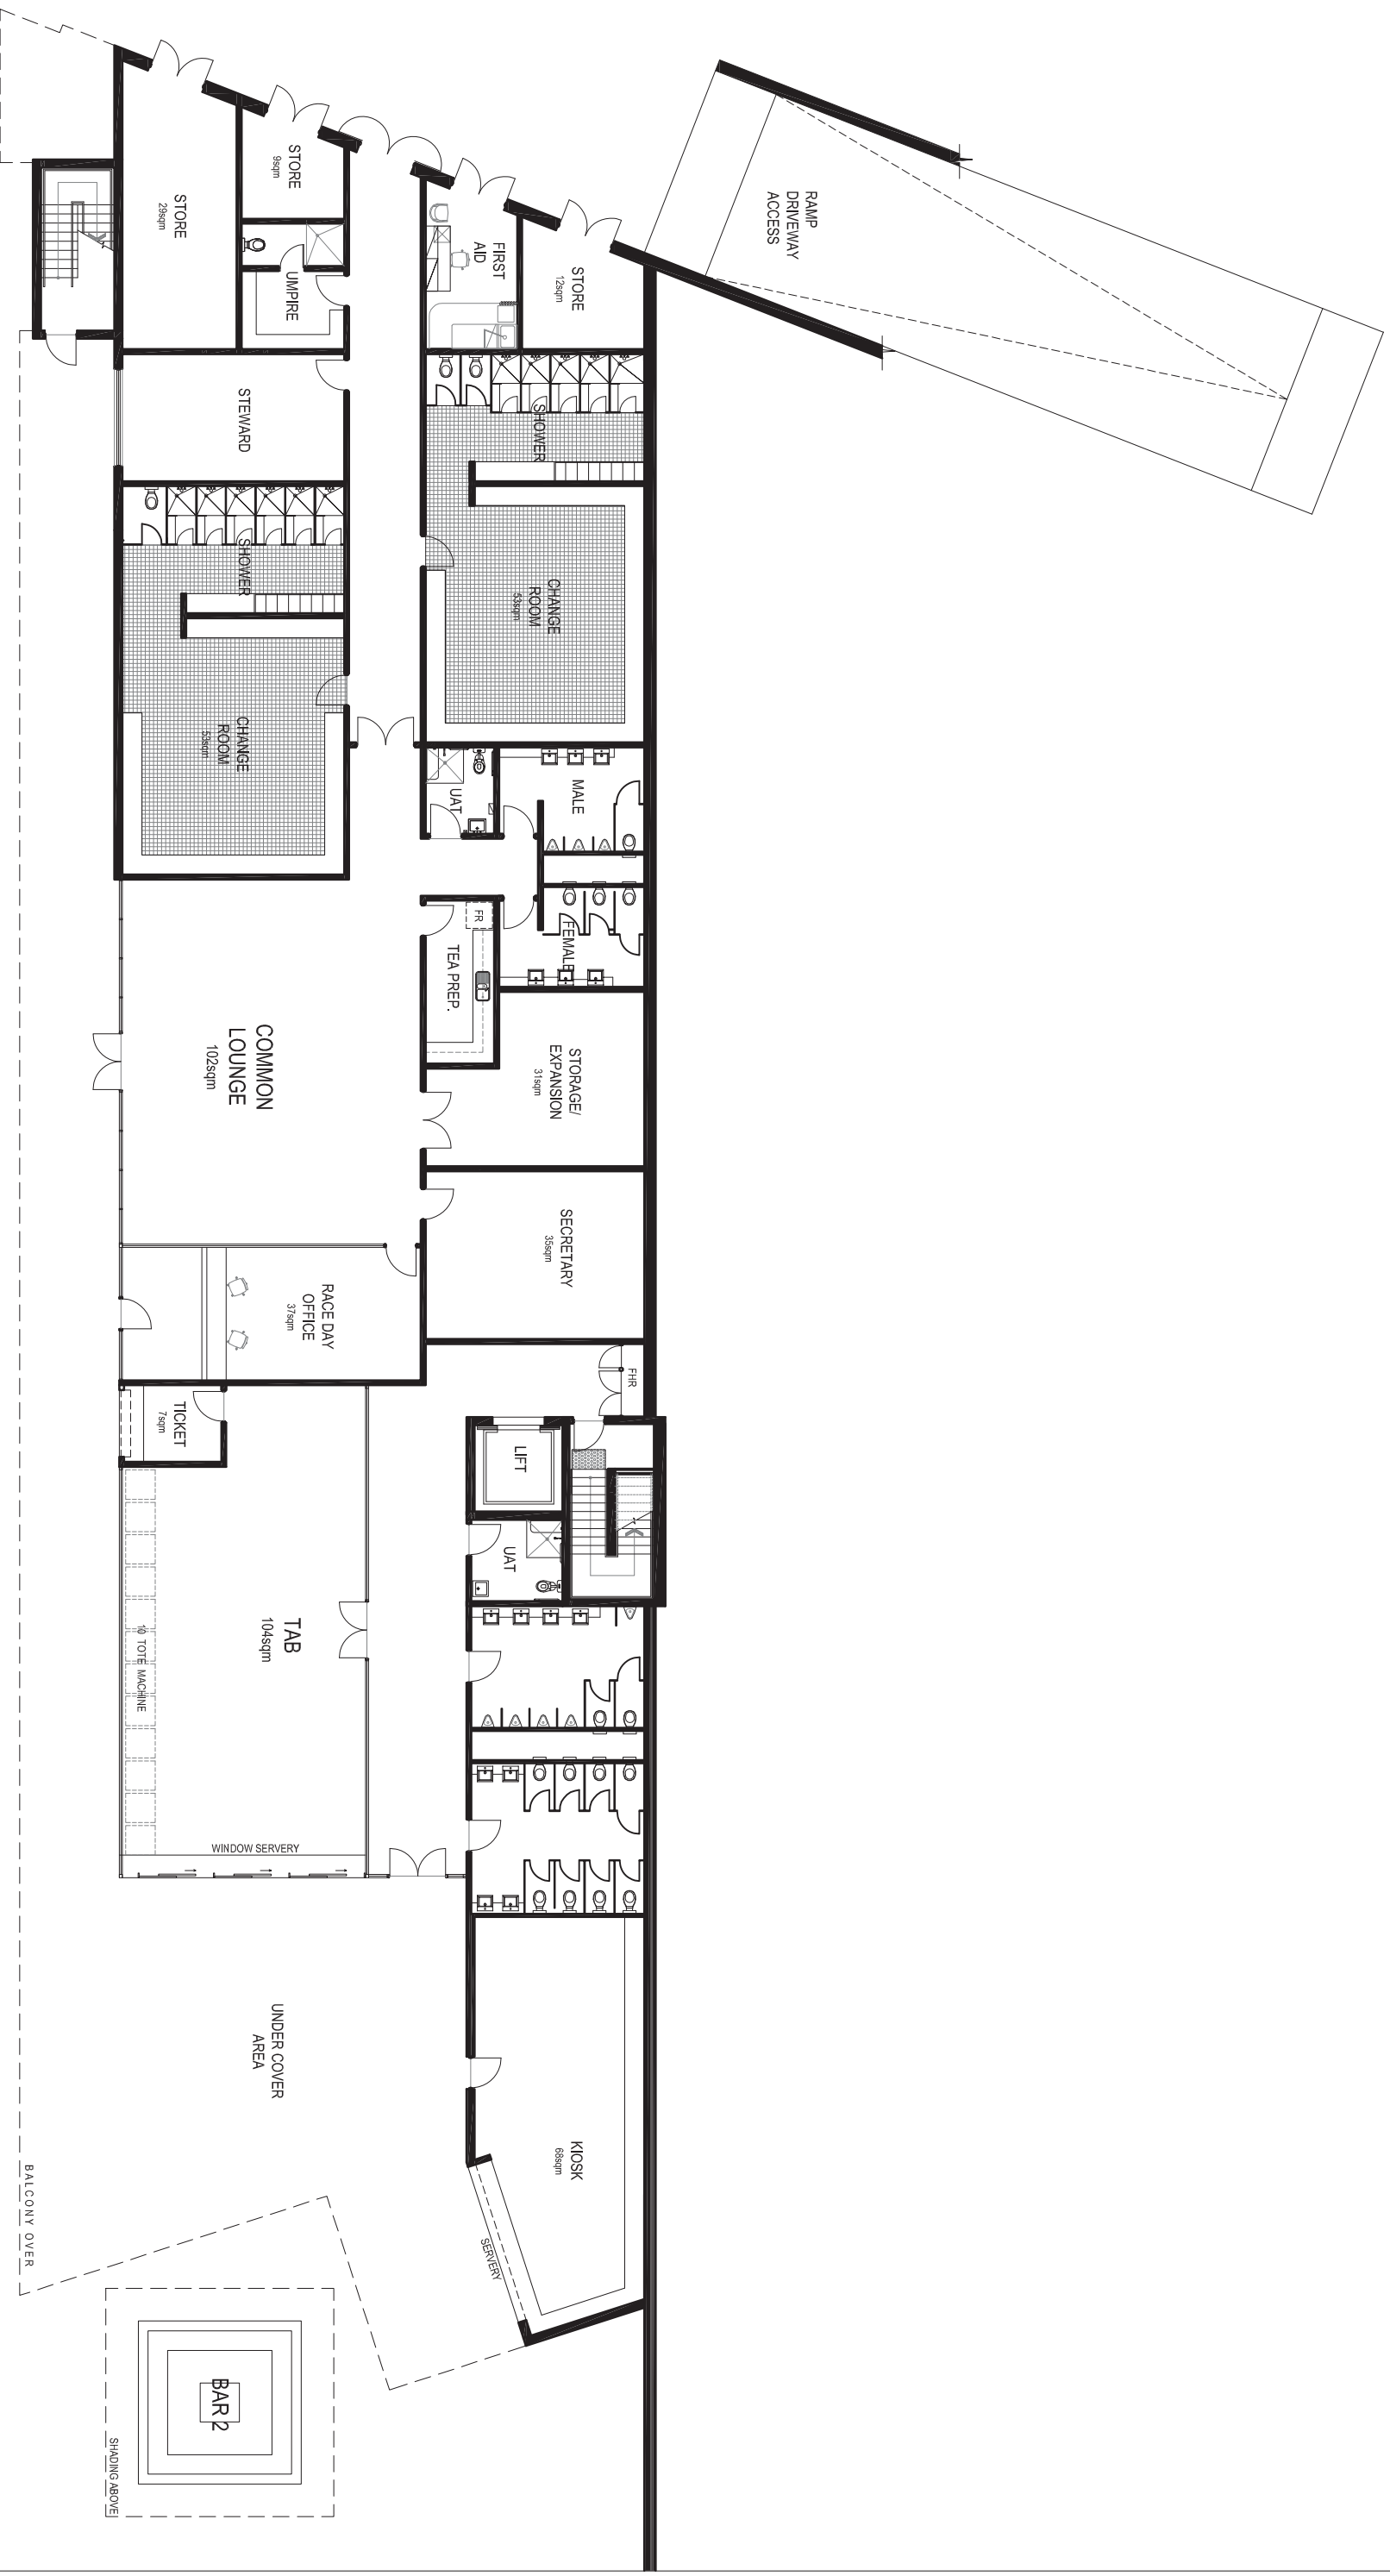 RAMP
DRIVEWAY
ACCESS
STORE
9sqm
STORE
29sqm
UMPIRE
FIRST
AID
STORE
12sqm
STEWARD
SHOWER
CHANGE
ROOM
53sqm
SHOWER
CHANGE
ROOM
53sqm
UAT
MALE
FEMALE
FR
TEA PREP.
COMMON
LOUNGE
102sqm
STORAGE/
EXPANSION
31sqm
SECRETARY
35sqm
RACE DAY
OFFICE
37sqm
FHR
TICKET
7sqm
LIFT
UAT
TAB
104sqm
10 TOTE MACHINE
WINDOW SERVERY
UNDER COVER
AREA
KIOSK
68sqm
SERVERY
BALCONY OVER
BAR 2
SHADING ABOVE